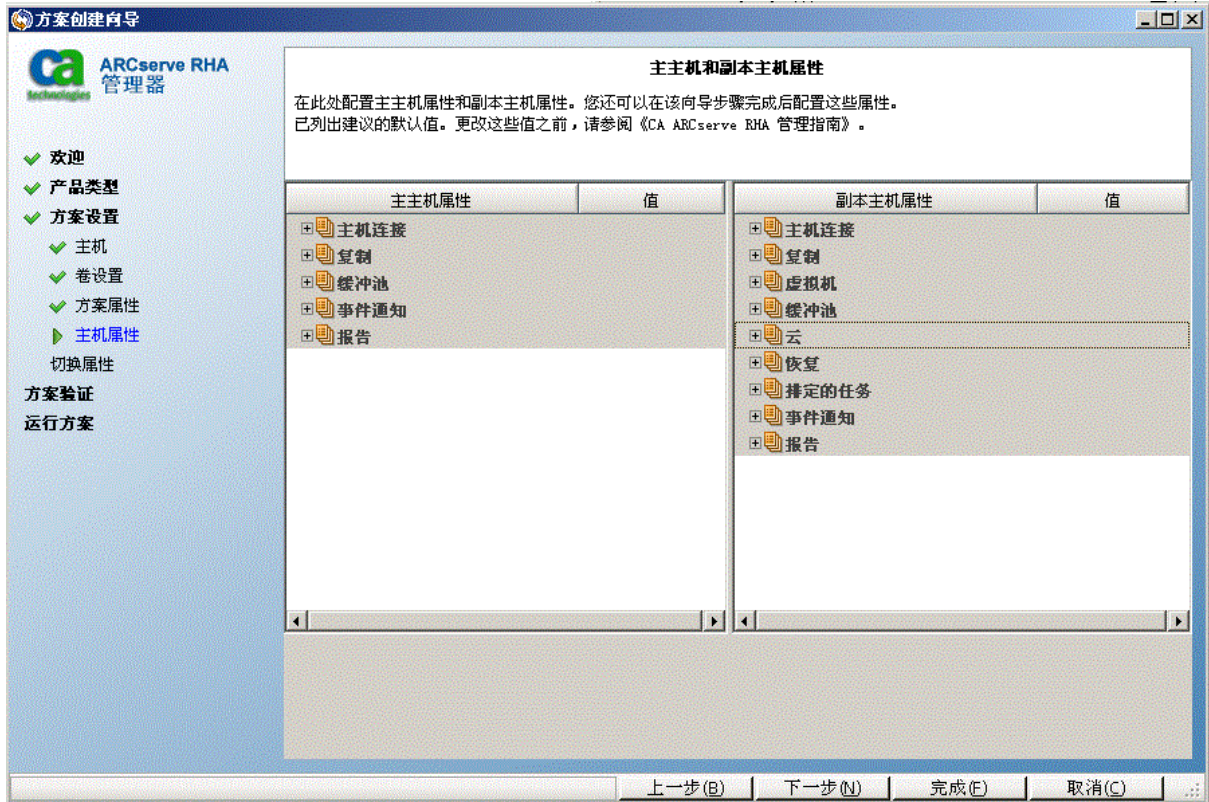 方案创建向导
ca
technologies
ARCserve RHA
管理器
欢迎
产品类型
方案设置
主机
卷设置
方案属性
主机属性
切换属性
方案验证
运行方案
主主机和副本主机属性
在此处配置主主机属性和副本主机属性。您还可以在该向导步骤完成后配置这些属性。
已列出建议的默认值。更改这些值之前，请参阅《CA ARCserve RHA 管理指南》。
主主机属性 值
主机连接
复制
缓冲池
事件通知
报告
副本主机属性 值
主机连接
复制
虚拟机
缓冲池
云
恢复
排定的任务
事件通知
报告
上一步(B) 下一步(N) 完成(F) 取消(C)